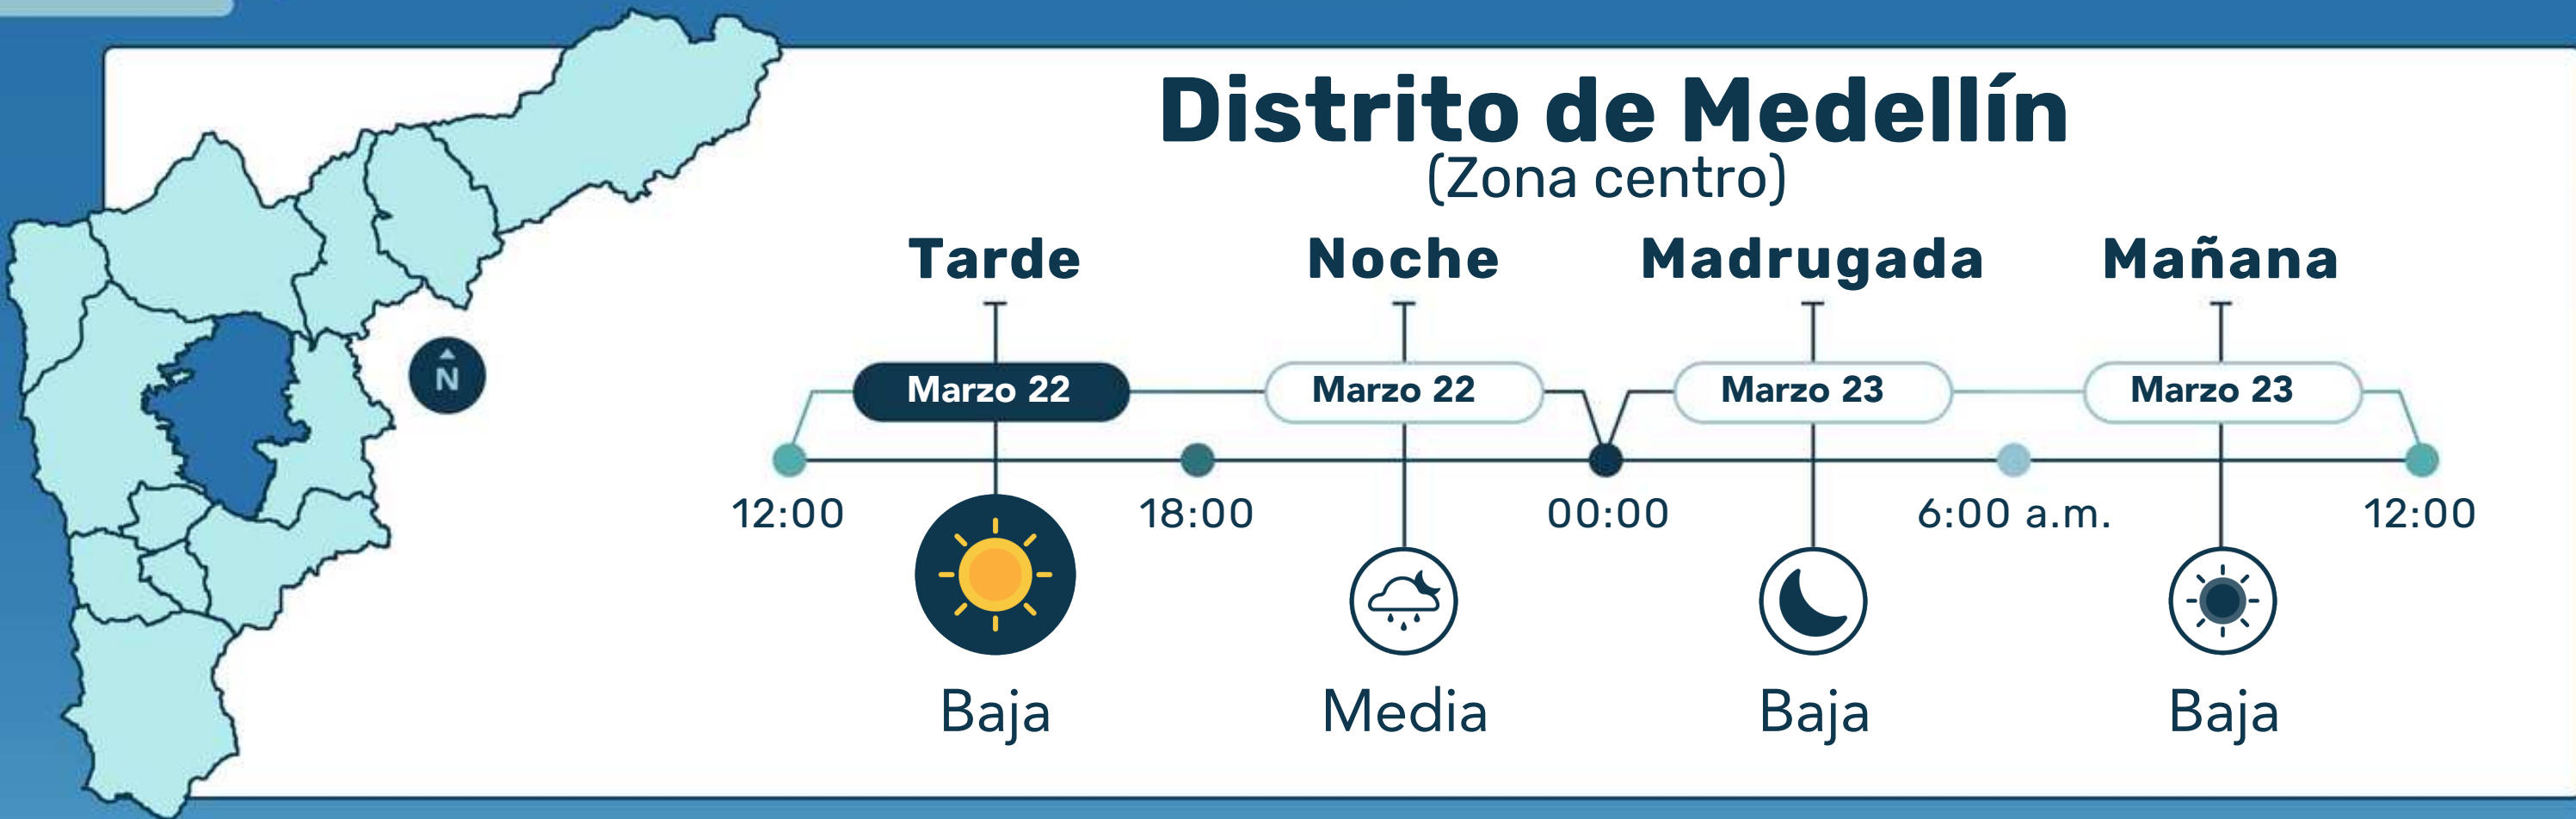 Distrito de Medellín
(Zona centro)
Tarde Noche Madrugada Mañana
Marzo 22 Marzo 22 Marzo 23 Marzo 23
N
12:00 18:00 00:00 6:00 a.m. 12:00
Baja Media Baja Baja